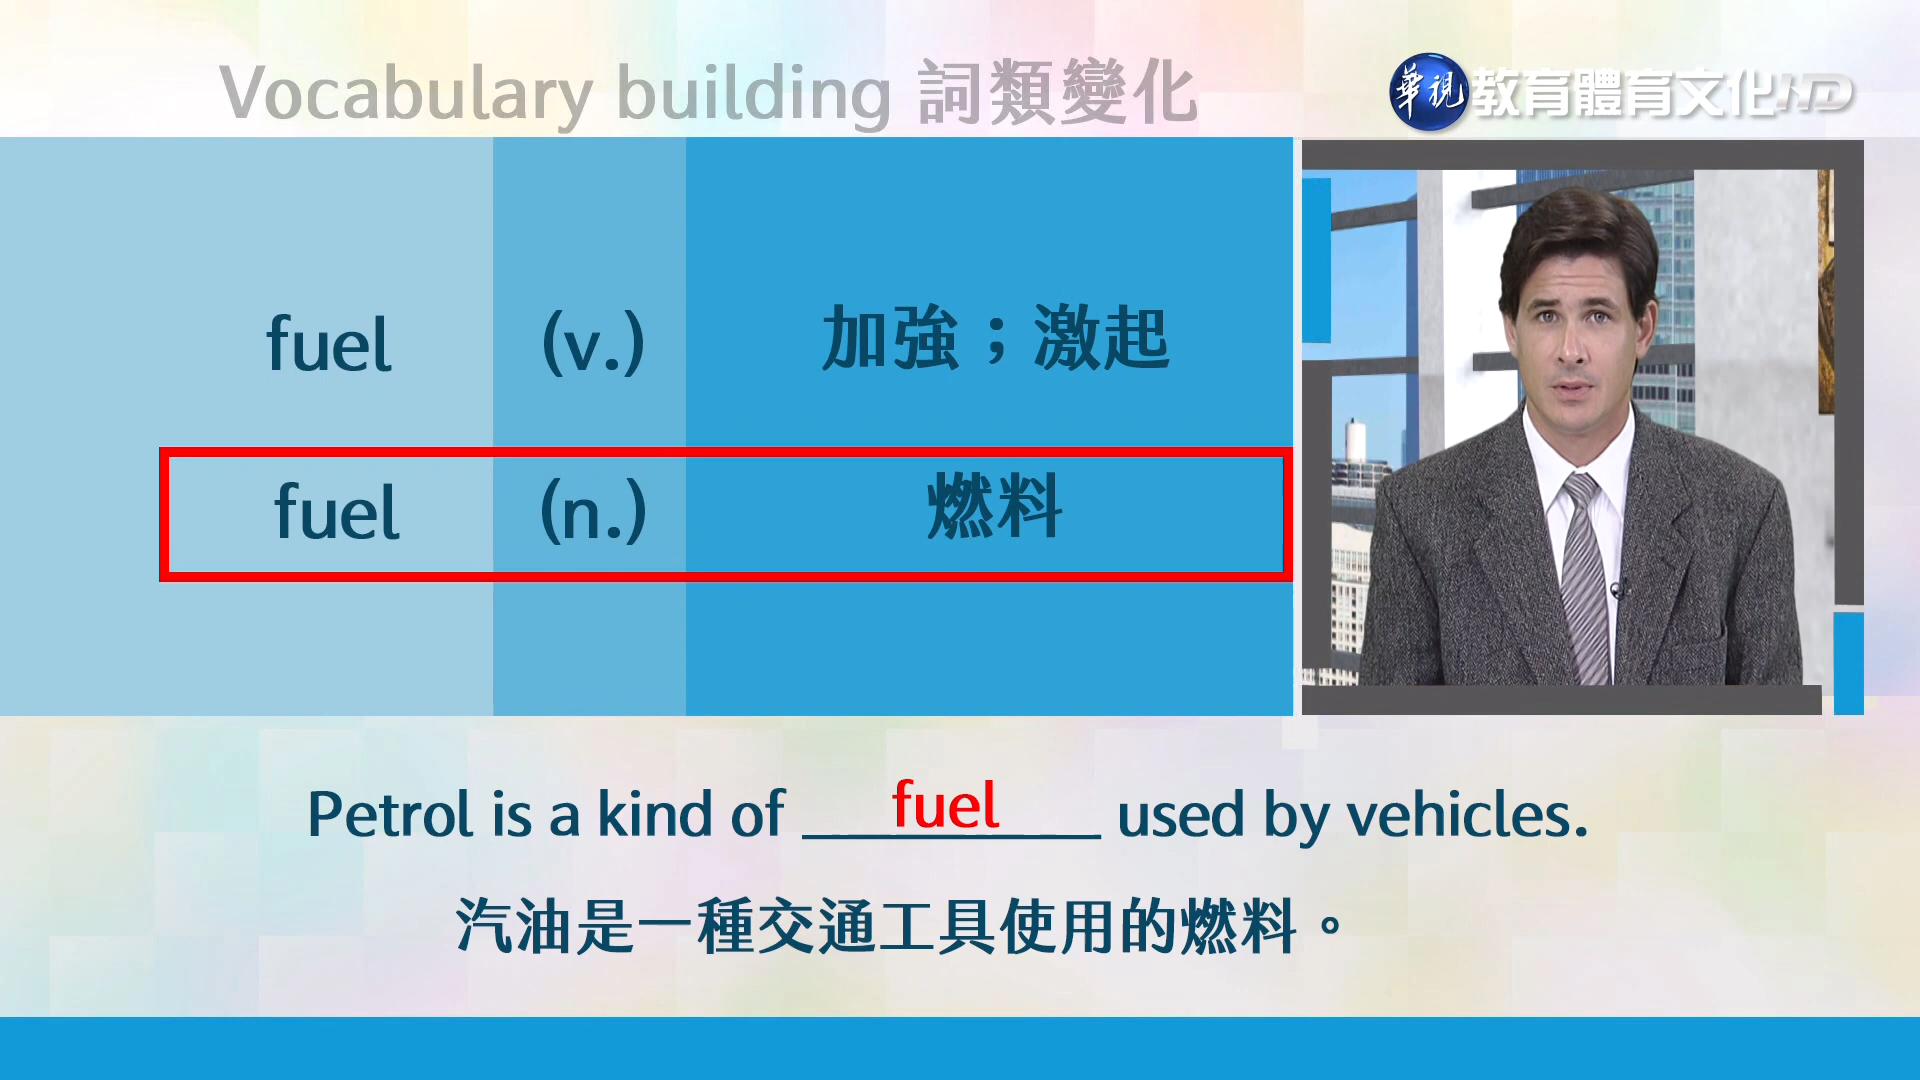 Vocabulary building 詞類變化
華視 教育體育文化HD
fuel (v.) 加強；激起
fuel (n.) 燃料
Petrol is a kind of fuel used by vehicles.
汽油是一種交通工具使用的燃料。